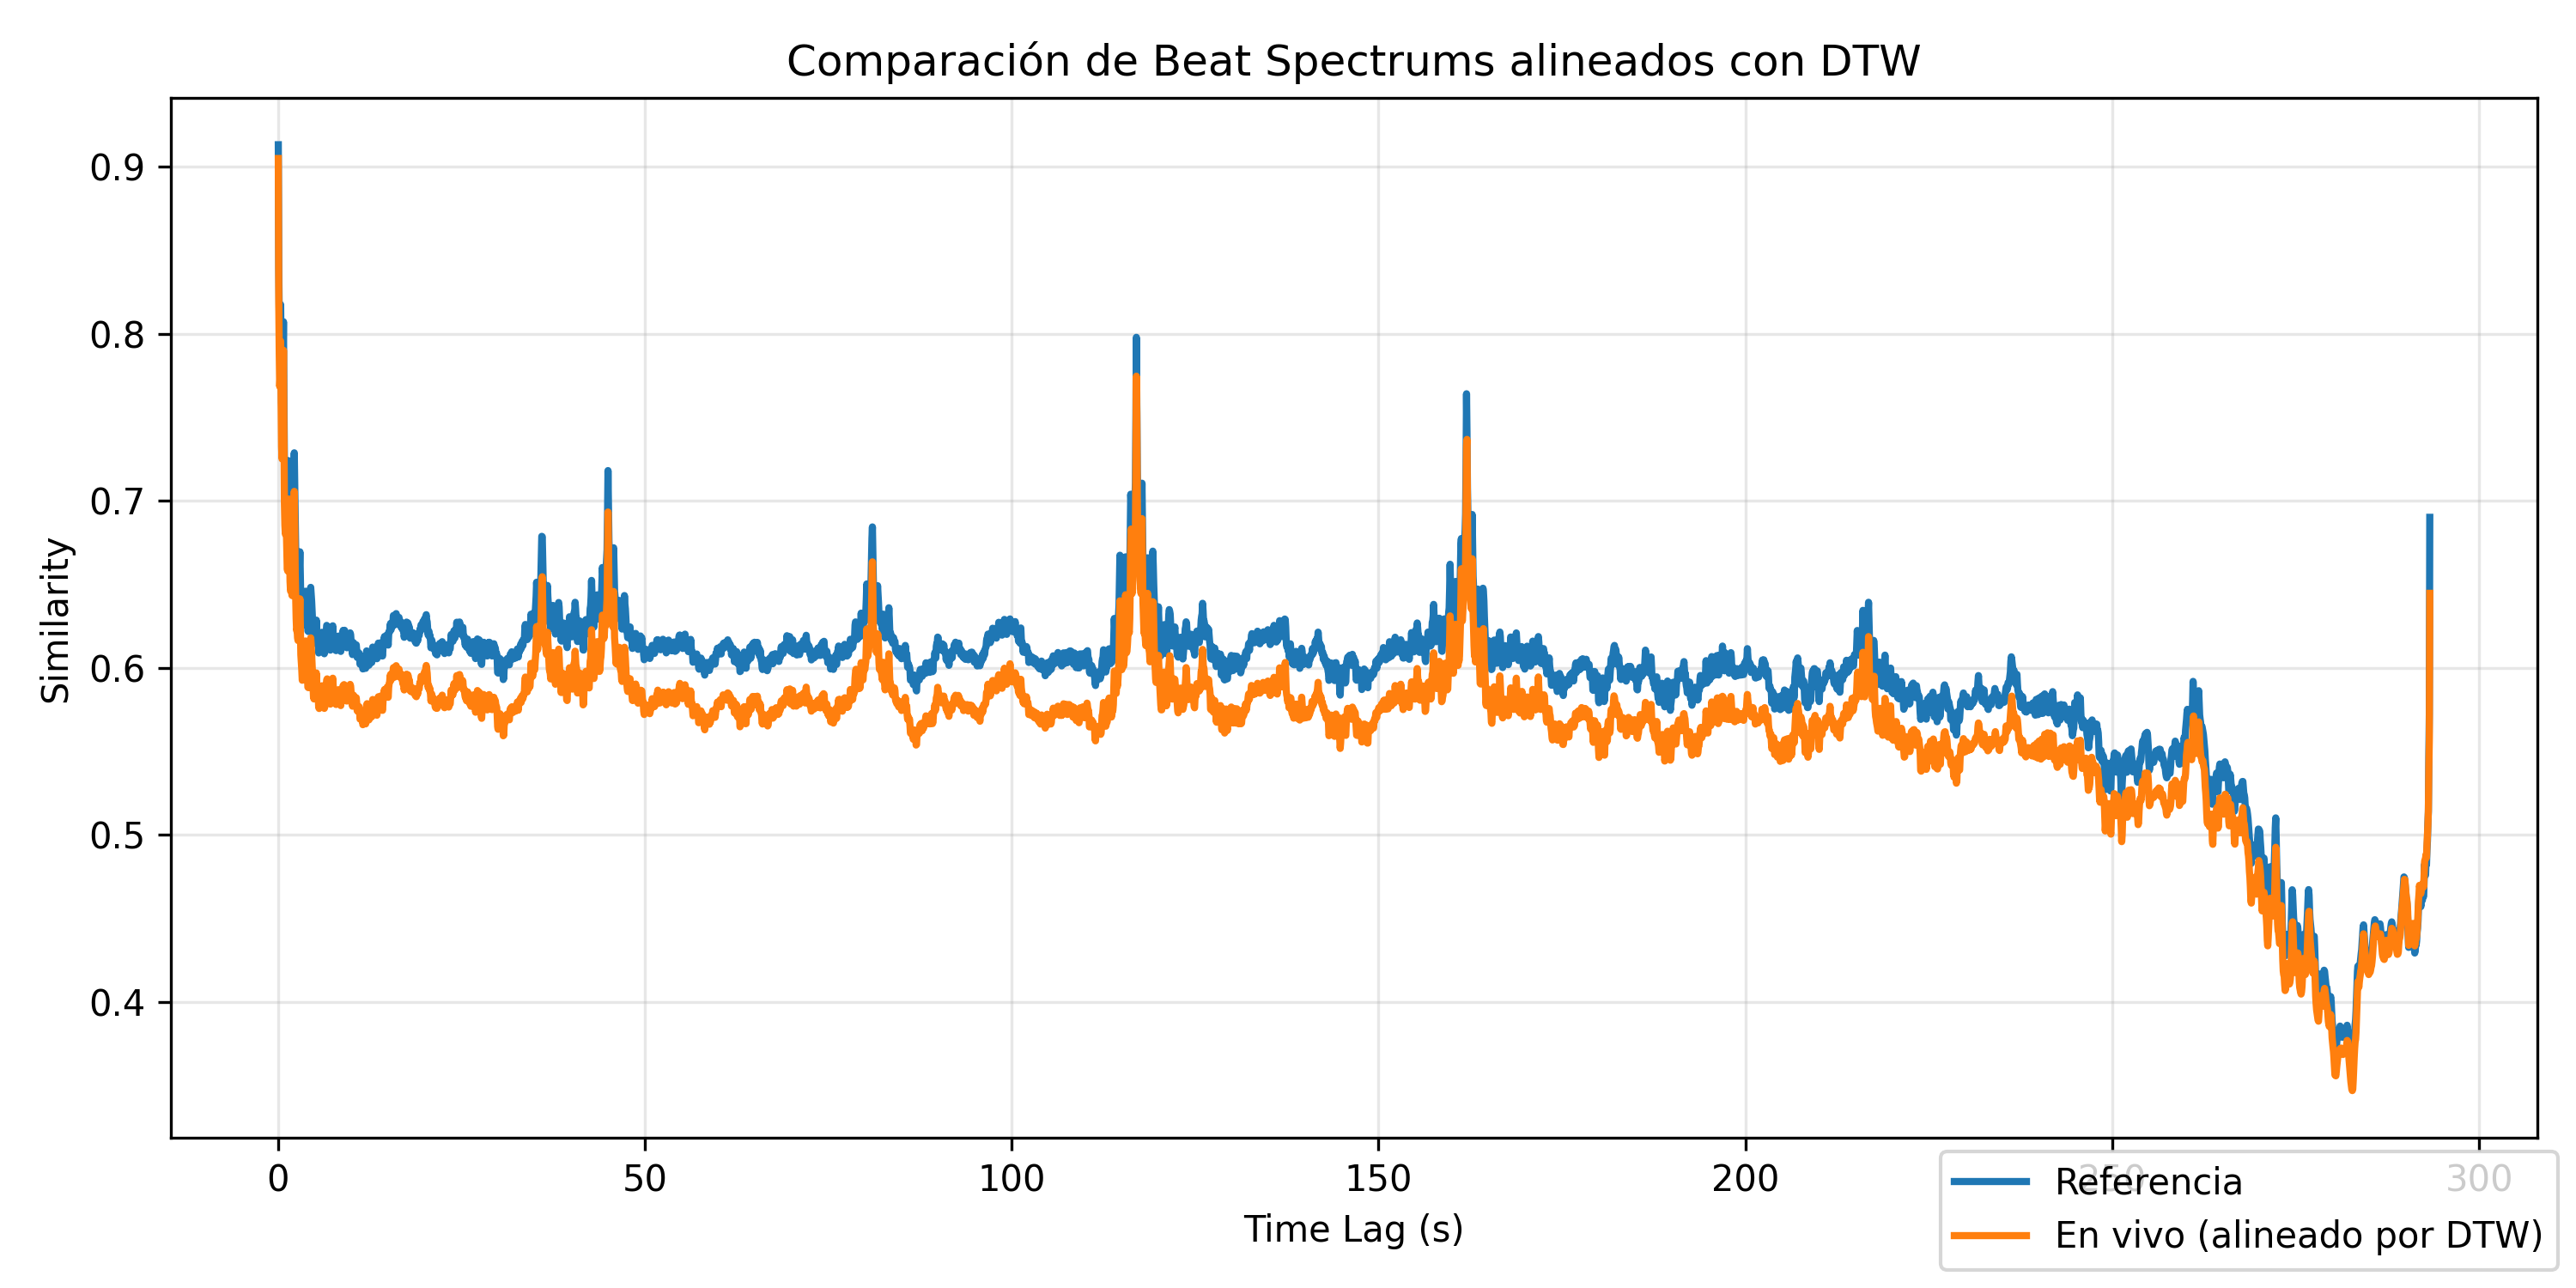 Comparación de Beat Spectrums alineados con DTW
Similarity
0.9
0.8
0.7
0.6
0.5
0.4
0 50 100 150 200 250 300
Time Lag (s)
Referencia
En vivo (alineado por DTW)